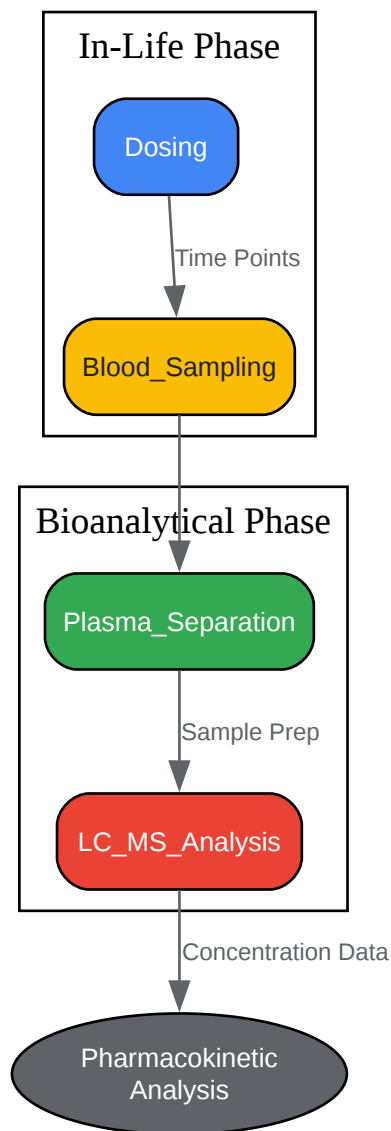 In-Life Phase
Dosing
Time Points
Blood_Sampling
Bioanalytical Phase
Plasma_Separation
Sample Prep
LC_MS_Analysis
Concentration Data
Pharmacokinetic
Analysis